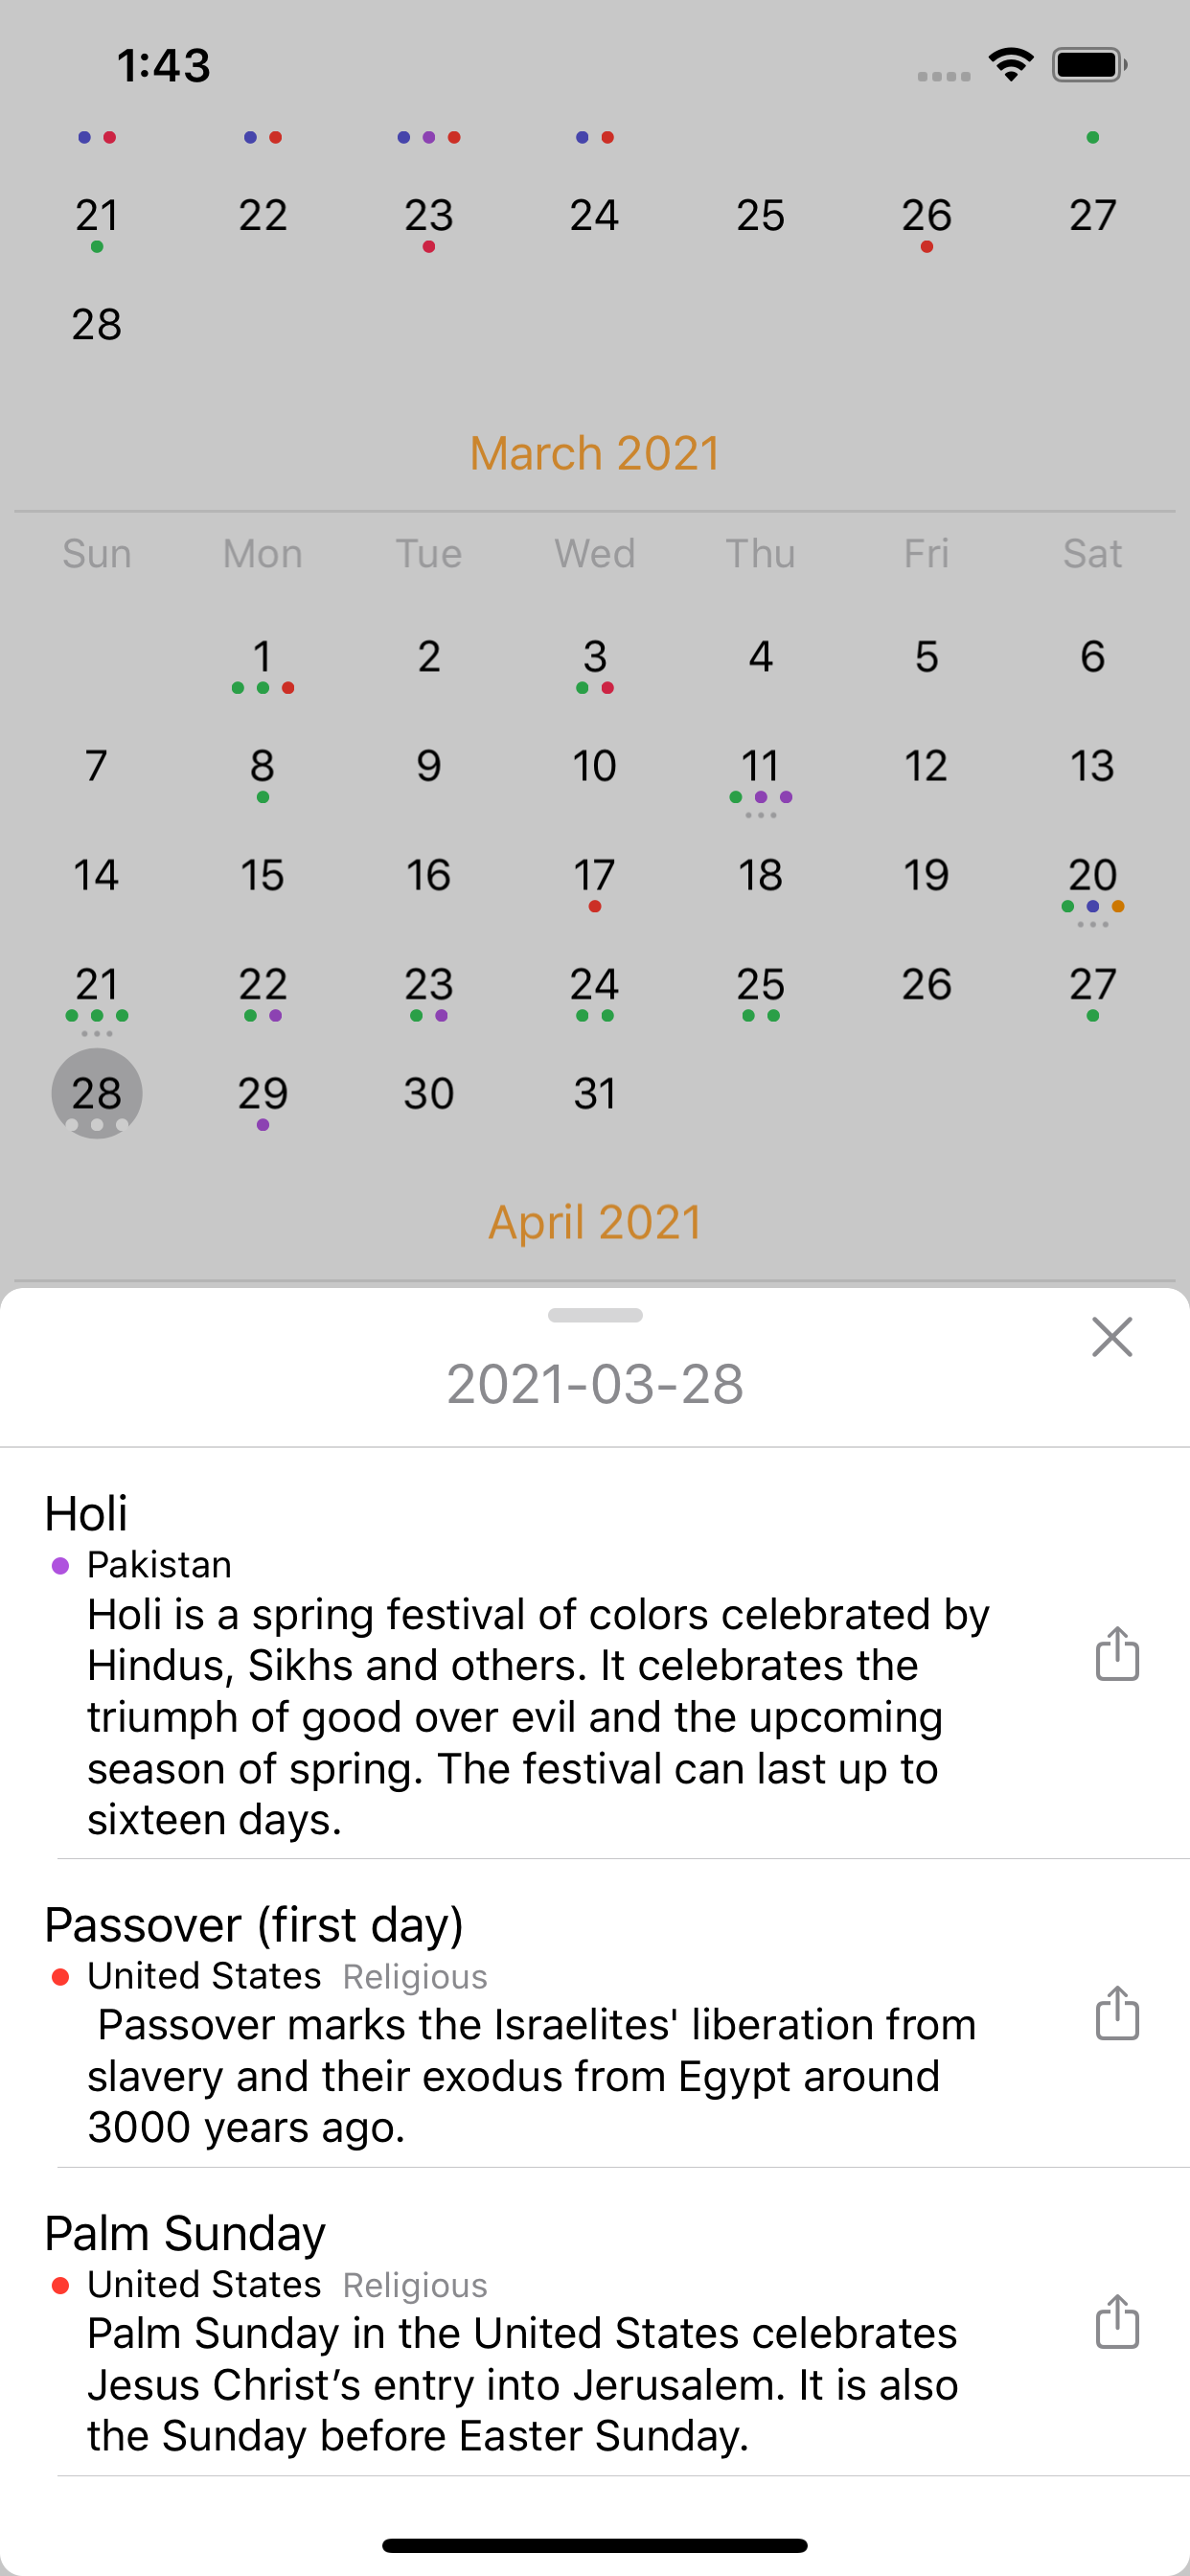 1:43
21 22 23 24 25 26 27
28
March 2021
Sun Mon Tue Wed Thu Fri Sat
1 2 3 4 5 6
7 8 9 10 11 12 13
14 15 16 17 18 19 20
21 22 23 24 25 26 27
28 29 30 31
April 2021
2021-03-28
Holi
Pakistan
Holi is a spring festival of colors celebrated by
Hindus, Sikhs and others. It celebrates the
triumph of good over evil and the upcoming
season of spring. The festival can last up to
sixteen days.
Passover (first day)
United States Religious
Passover marks the Israelites' liberation from
slavery and their exodus from Egypt around
3000 years ago.
Palm Sunday
United States Religious
Palm Sunday in the United States celebrates
Jesus Christ’s entry into Jerusalem. It is also
the Sunday before Easter Sunday.